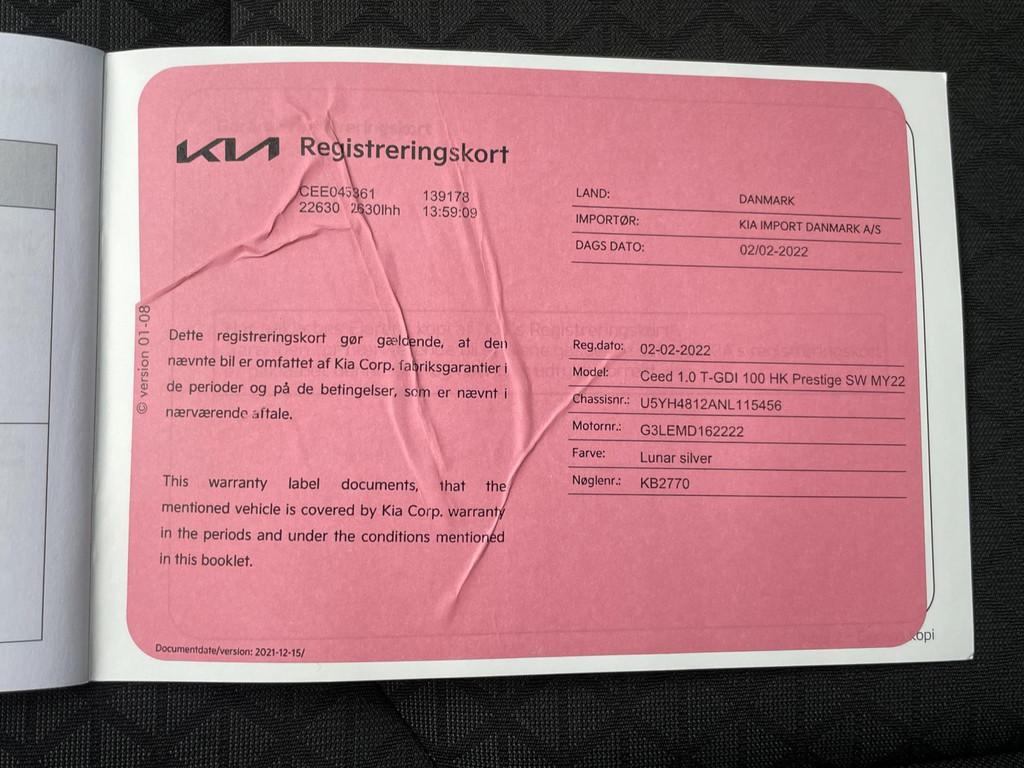 KIA Registreringskort
CEE045361 139178
22630 2630lhh 13:59:09
LAND: DANMARK
IMPORTØR: KIA IMPORT DANMARK A/S
DAGS DATO: 02/02-2022
© version 01-08
Dette registreringskort gør gældende, at den
nævnte bil er omfattet af Kia Corp. fabriksgarantier i
de perioder og på de betingelser, som er nævnt i
nærværende aftale.
This warranty label documents, that the
mentioned vehicle is covered by Kia Corp. warranty
in the periods and under the conditions mentioned
in this booklet.
Reg.dato: 02-02-2022
Model: Ceed 1.0 T-GDI 100 HK Prestige SW MY22
Chassisnr.: U5YH4812ANL115456
Motornr.: G3LEMD162222
Farve: Lunar silver
Nøglenr.: KB2770
Documentdate/version: 2021-12-15/
opi